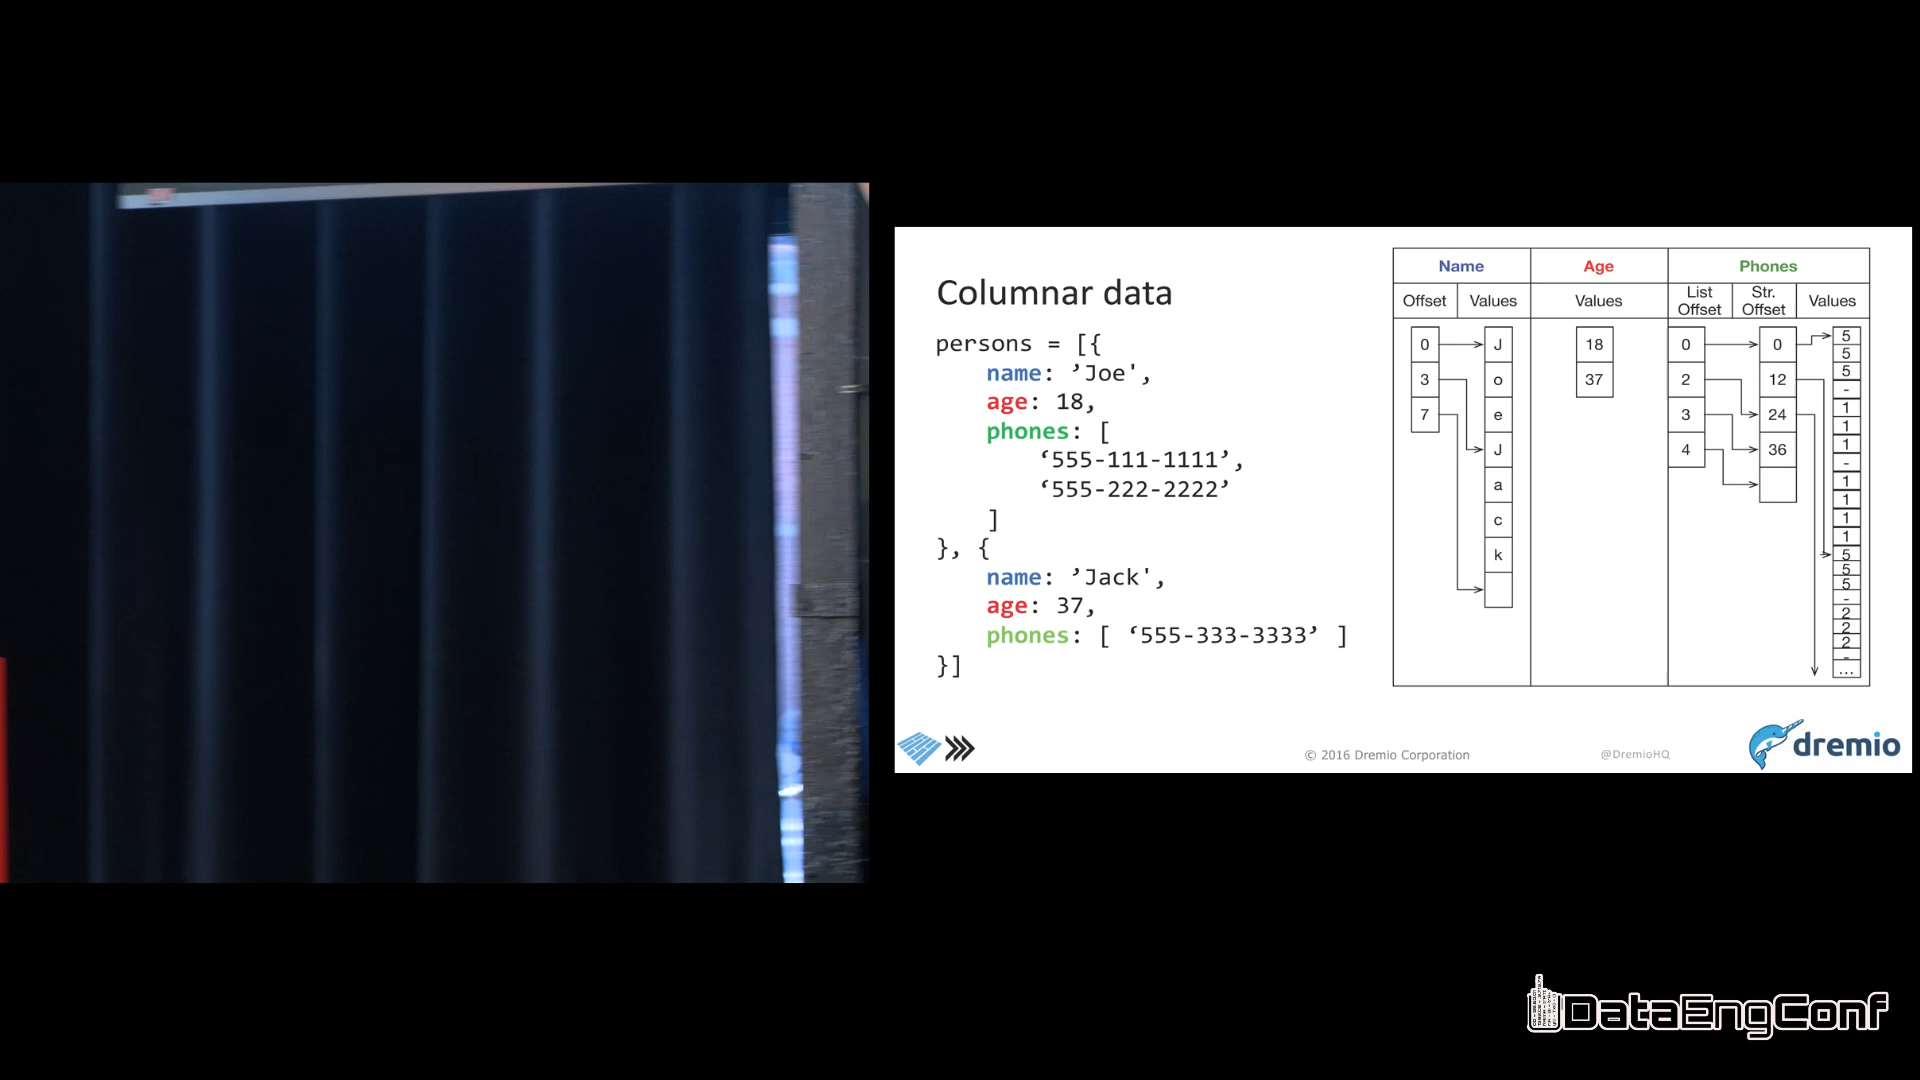 Columnar data
persons = [{
name: ’Joe',
age: 18,
phones: [
‘555-111-1111’,
‘555-222-2222’
]
}, {
name: ’Jack',
age: 37,
phones: [ ‘555-333-3333’ ]
}]
Name Age Phones
Offset Values Values List Offset Str. Offset Values
0 J 18 0 0 5
5
3 o 37 2 12 5
-
7 e 3 24 1
1
J 4 36 1
-
a 1
1
c 1
1
k 5
5
5
-
2
2
2
-
...
© 2016 Dremio Corporation
@DremioHQ
dremio
DataEngConf